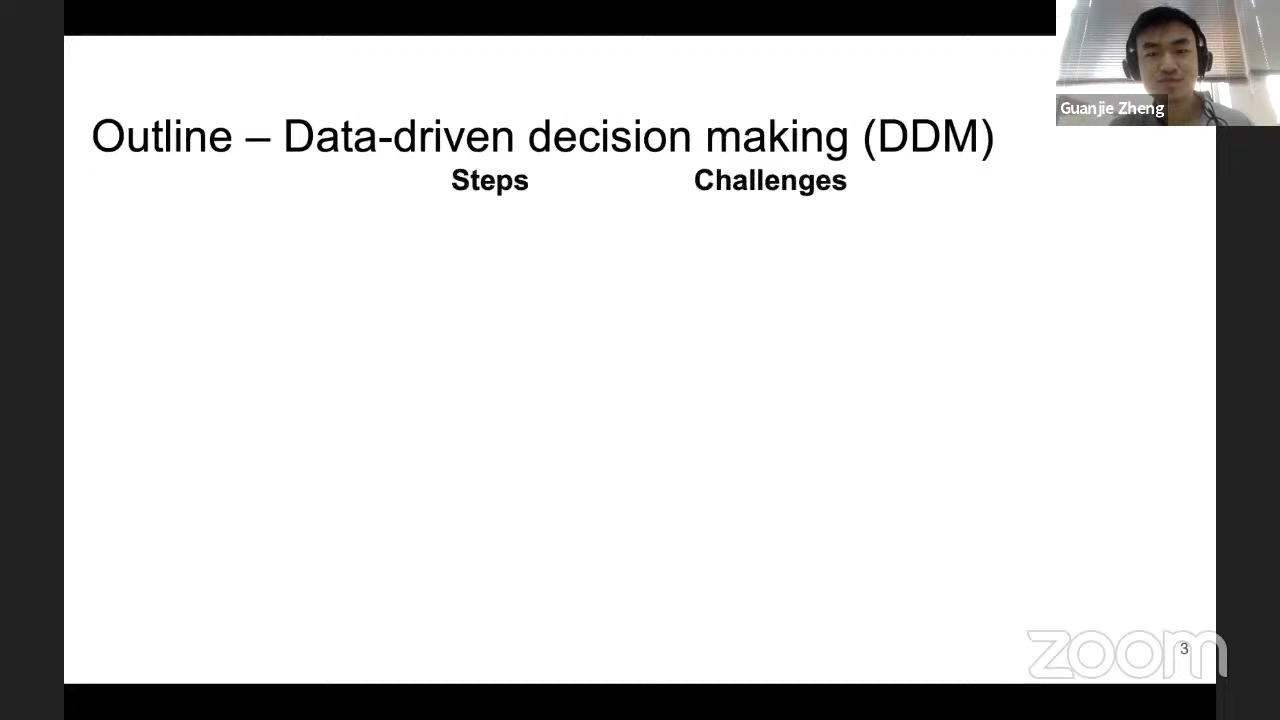 Guanjie Zheng
Outline – Data-driven decision making (DDM)
Steps Challenges
zoom
3